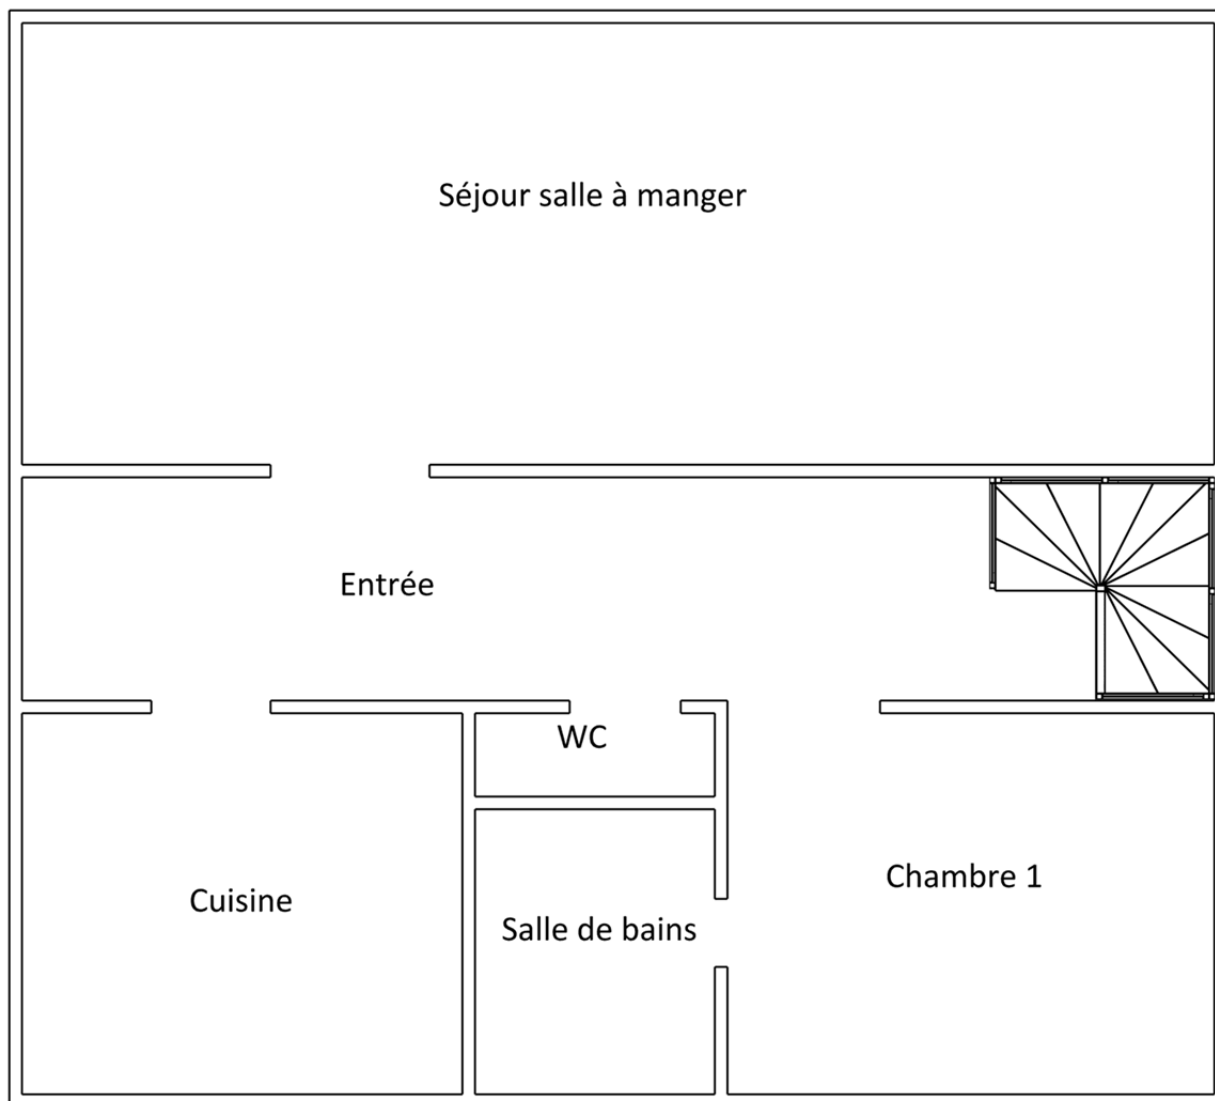 Séjour salle à manger
Entrée
WC
Cuisine
Salle de bains
Chambre 1